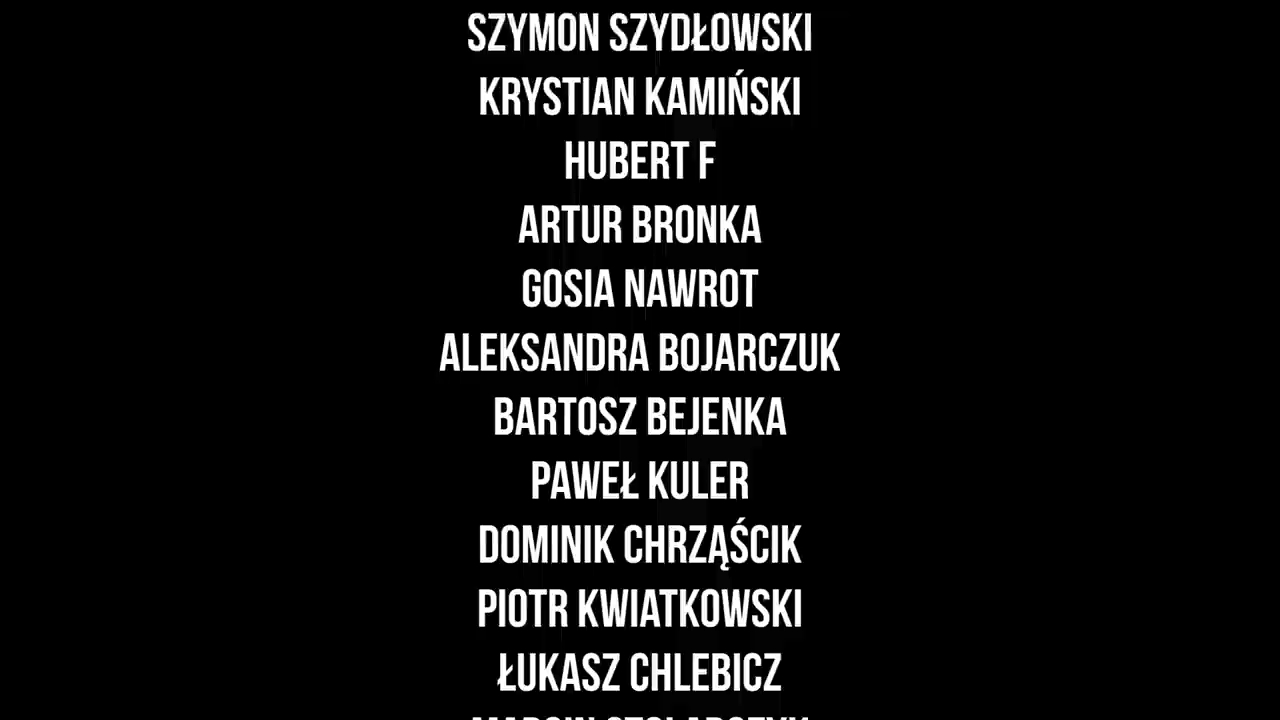 SZYMON SZYDŁOWSKI
KRYSTIAN KAMIŃSKI
HUBERT F
ARTUR BRONKA
GOSIA NAWROT
ALEKSANDRA BOJARCZUK
BARTOSZ BEJENKA
PAWEŁ KULER
DOMINIK CHRZĄŚCIK
PIOTR KWIATKOWSKI
ŁUKASZ CHLEBICZ